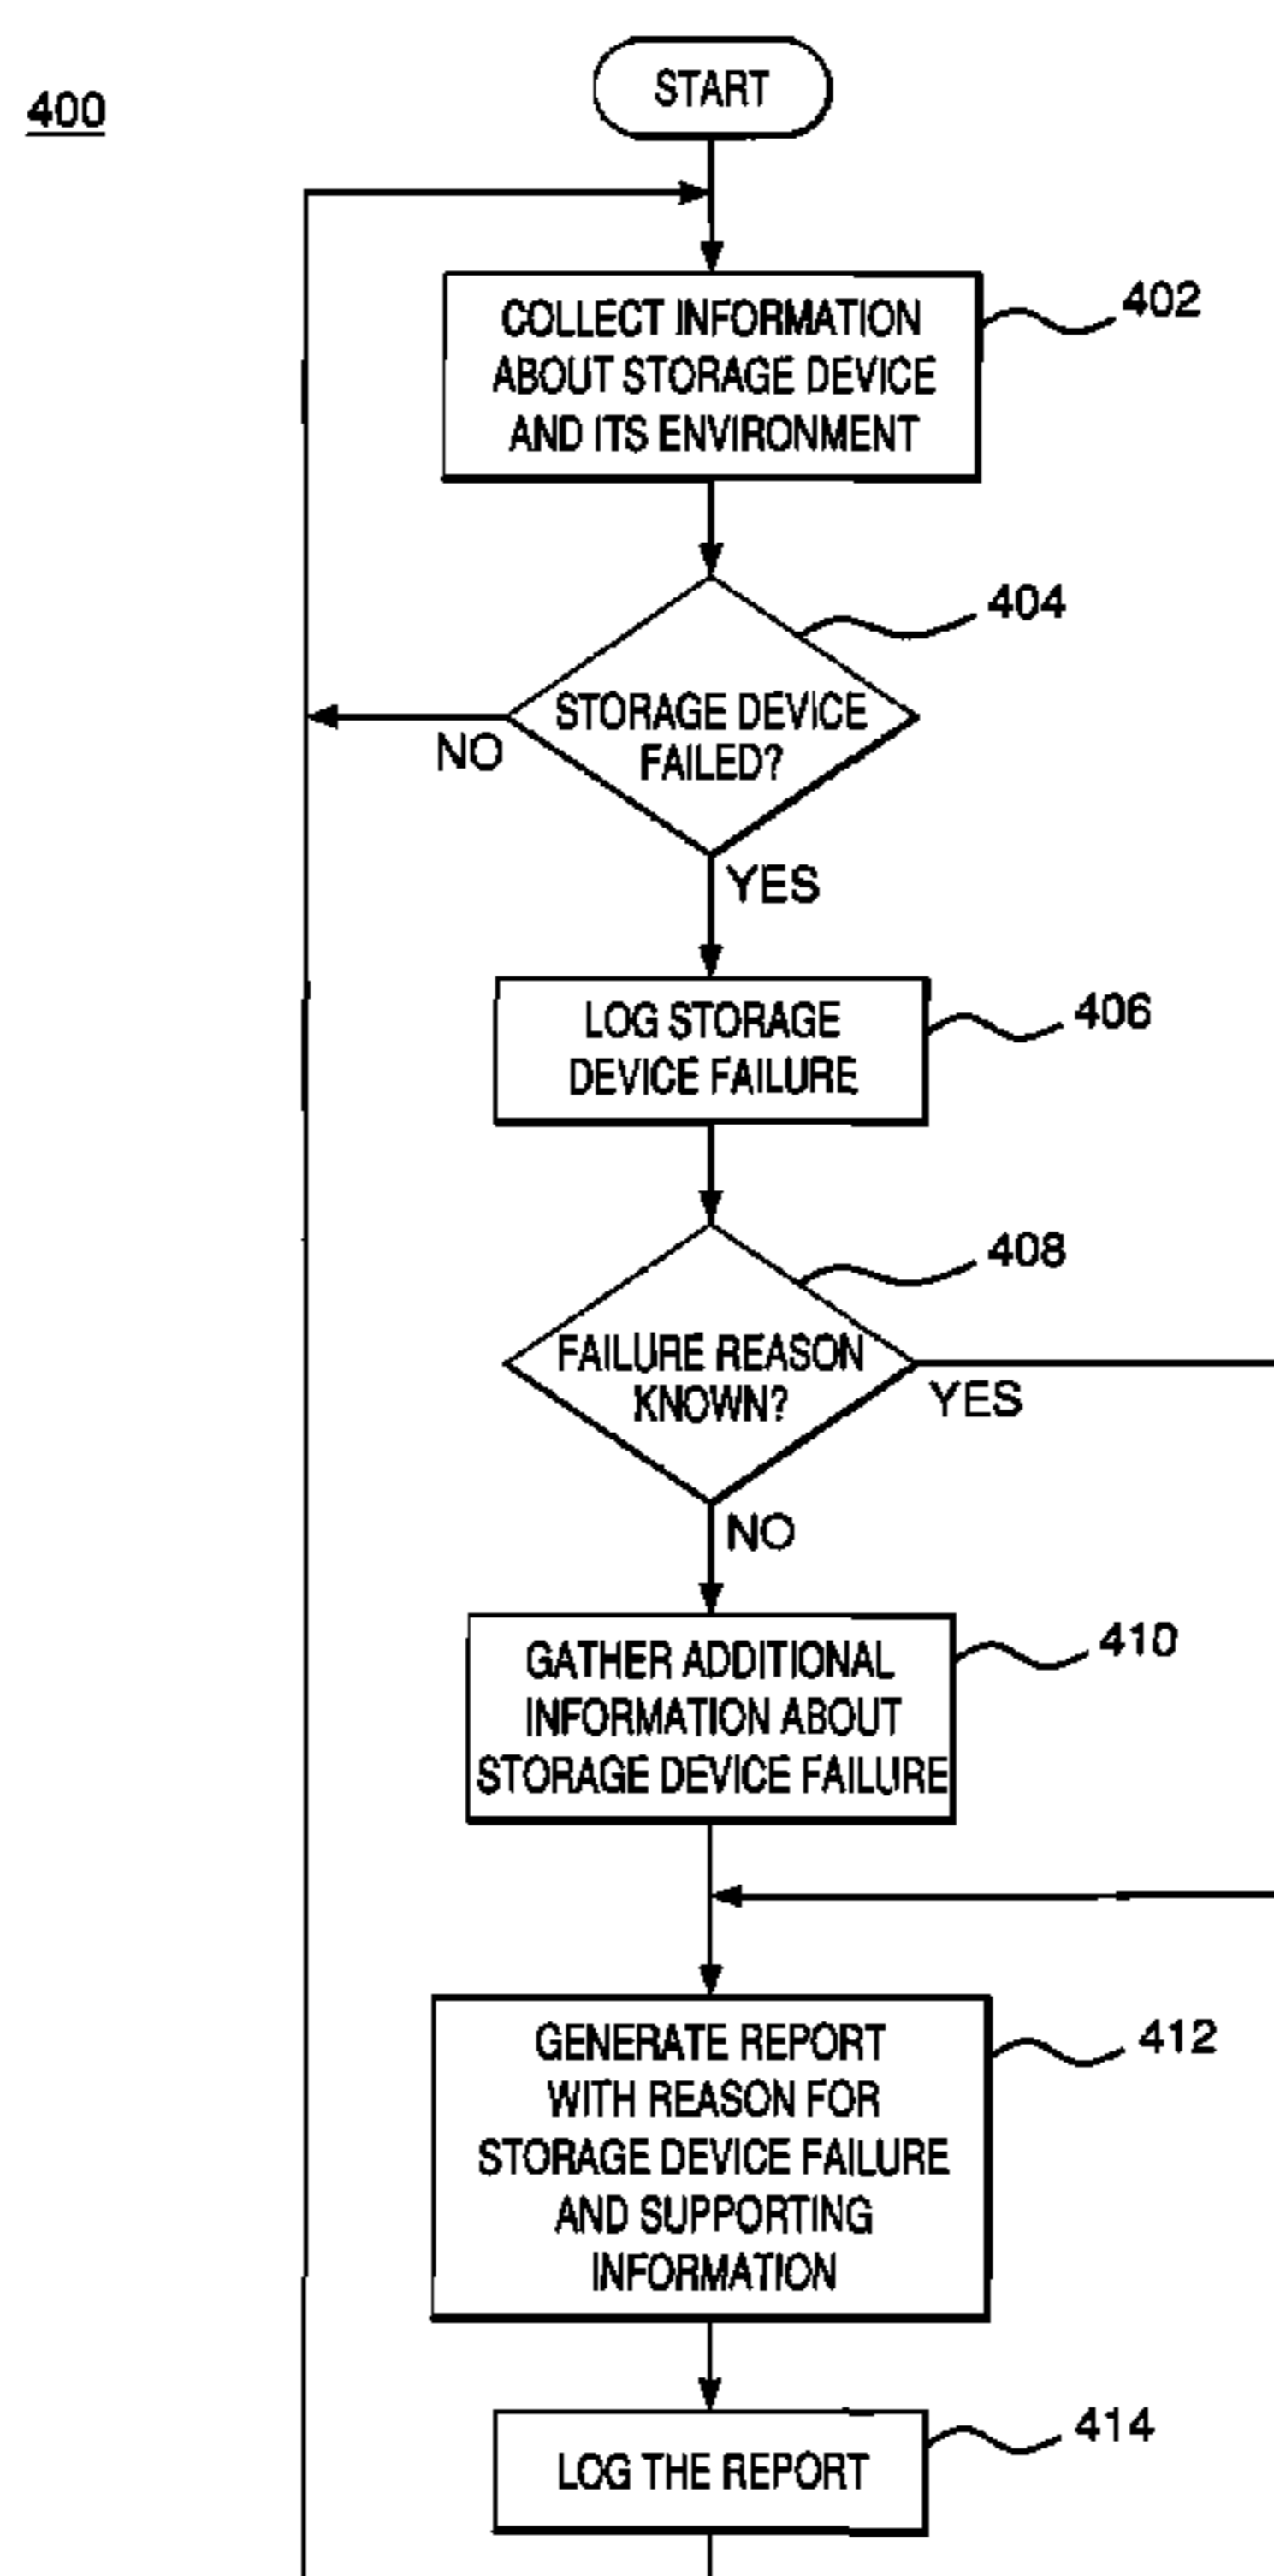 400
START
COLLECT INFORMATION
ABOUT STORAGE DEVICE
AND ITS ENVIRONMENT
402
404
STORAGE DEVICE
FAILED?
NO
YES
LOG STORAGE
DEVICE FAILURE
406
408
FAILURE REASON
KNOWN?
YES
NO
GATHER ADDITIONAL
INFORMATION ABOUT
STORAGE DEVICE FAILURE
410
GENERATE REPORT
WITH REASON FOR
STORAGE DEVICE FAILURE
AND SUPPORTING
INFORMATION
412
LOG THE REPORT
414